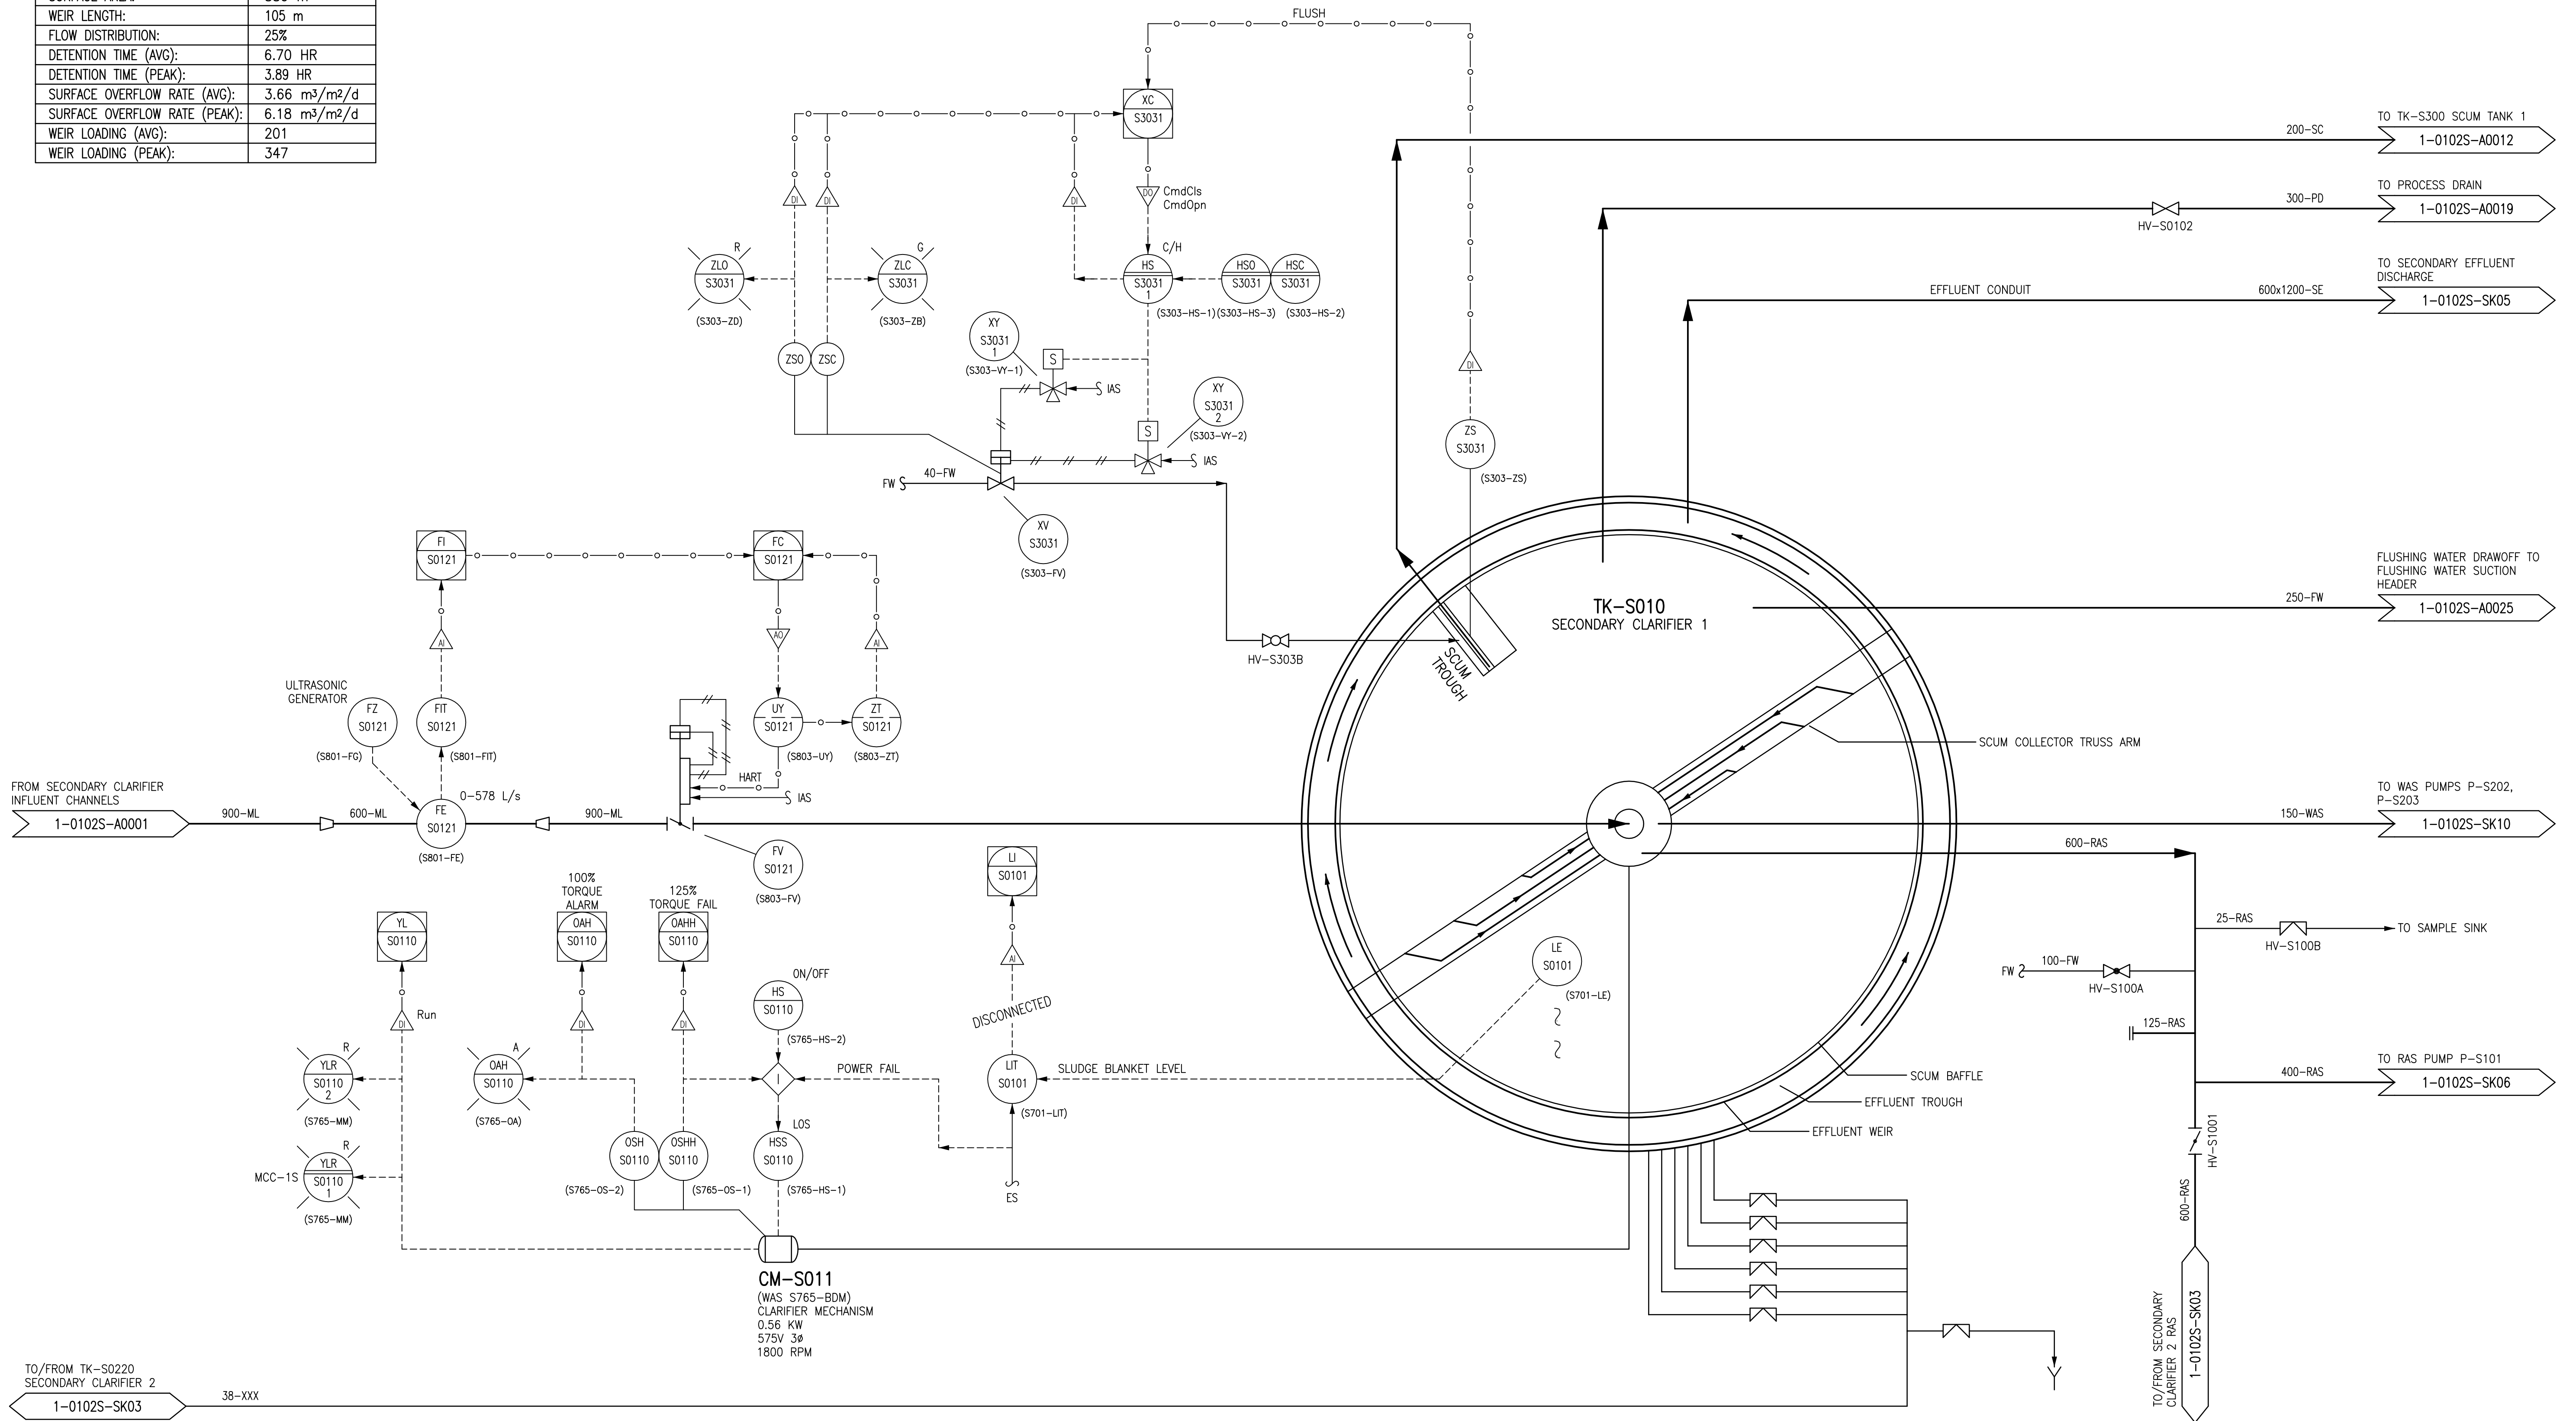 WEIR LENGTH: 105 m
FLOW DISTRIBUTION: 25%
DETENTION TIME (AVG): 6.70 HR
DETENTION TIME (PEAK): 3.89 HR
SURFACE OVERFLOW RATE (AVG): 3.66 m³/m²/d
SURFACE OVERFLOW RATE (PEAK): 6.18 m³/m²/d
WEIR LOADING (AVG): 201
WEIR LOADING (PEAK): 347
FLUSH
XC
S3031
DI
DI
DI
DO
CmdCls
CmdOpn
R
ZLO
S3031
(S303-ZD)
G
ZLC
S3031
(S303-ZB)
C/H
HS
S3031
1
(S303-HS-1)
HSO
S3031
(S303-HS-3)
HSC
S3031
(S303-HS-2)
ZSO
ZSC
XY
S3031
1
(S303-VY-1)
S
IAS
XY
S3031
2
(S303-VY-2)
S
IAS
DI
ZS
S3031
(S303-ZS)
FW
40-FW
XV
S3031
(S303-FV)
HV-S303B
200-SC
TO TK-S300 SCUM TANK 1
1-0102S-A0012
HV-S0102
300-PD
TO PROCESS DRAIN
1-0102S-A0019
EFFLUENT CONDUIT
600x1200-SE
TO SECONDARY EFFLUENT
DISCHARGE
1-0102S-SK05
250-FW
FLUSHING WATER DRAWOFF TO
FLUSHING WATER SUCTION
HEADER
1-0102S-A0025
TK-S010
SECONDARY CLARIFIER 1
SCUM
TROUGH
SCUM COLLECTOR TRUSS ARM
FI
S0121
FC
S0121
AI
AO
AI
ULTRASONIC
GENERATOR
FZ
S0121
(S801-FG)
FIT
S0121
(S801-FIT)
UY
S0121
(S803-UY)
ZT
S0121
(S803-ZT)
HART
IAS
FROM SECONDARY CLARIFIER
INFLUENT CHANNELS
1-0102S-A0001
900-ML
600-ML
0-578 L/s
FE
S0121
(S801-FE)
900-ML
FV
S0121
(S803-FV)
150-WAS
TO WAS PUMPS P-S202,
P-S203
1-0102S-SK10
600-RAS
25-RAS
HV-S100B
TO SAMPLE SINK
FW
100-FW
HV-S100A
125-RAS
400-RAS
TO RAS PUMP P-S101
1-0102S-SK06
HV-S1001
600-RAS
TO/FROM SECONDARY
CLARIFIER 2 RAS
1-0102S-SK03
YL
S0110
DI
Run
100%
TORQUE
ALARM
OAH
S0110
DI
125%
TORQUE FAIL
OAHH
S0110
DI
ON/OFF
HS
S0110
(S765-HS-2)
I
POWER FAIL
LI
S0101
AI
DISCONNECTED
LIT
S0101
(S701-LIT)
SLUDGE BLANKET LEVEL
LE
S0101
(S701-LE)
ES
R
YLR
S0110
2
(S765-MM)
A
OAH
S0110
(S765-OA)
MCC-1S
R
YLR
S0110
1
(S765-MM)
OSH
S0110
(S765-OS-2)
OSHH
S0110
(S765-OS-1)
LOS
HSS
S0110
(S765-HS-1)
SCUM BAFFLE
EFFLUENT TROUGH
EFFLUENT WEIR
CM-S011
(WAS S765-BDM)
CLARIFIER MECHANISM
0.56 KW
575V 3ø
1800 RPM
TO/FROM TK-S0220
SECONDARY CLARIFIER 2
1-0102S-SK03
38-XXX